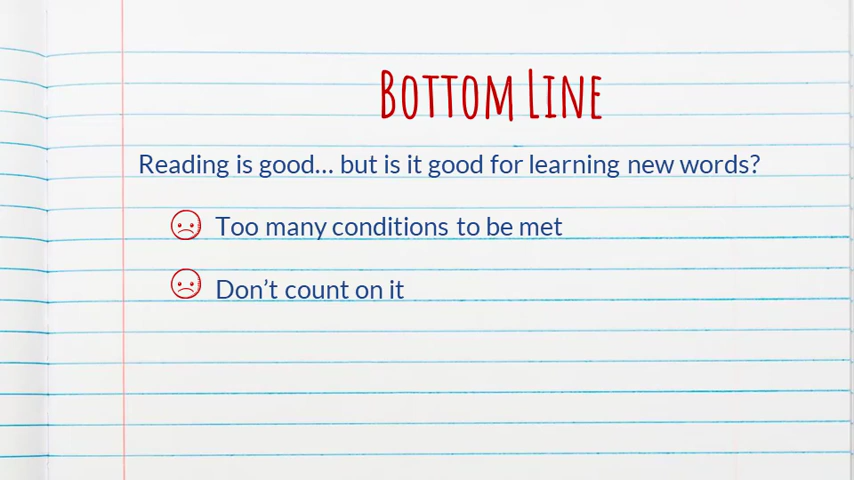 Bottom Line
Reading is good... but is it good for learning new words?
Too many conditions to be met
Don't count on it